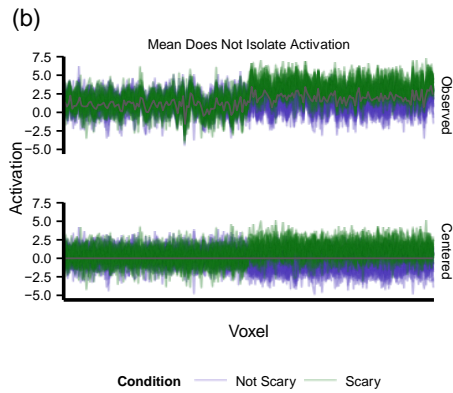 (b)
Mean Does Not Isolate Activation
Activation
7.5
5.0
2.5
0.0
−2.5
−5.0
Observed
7.5
5.0
2.5
0.0
−2.5
−5.0
Centered
Voxel
Condition Not Scary Scary